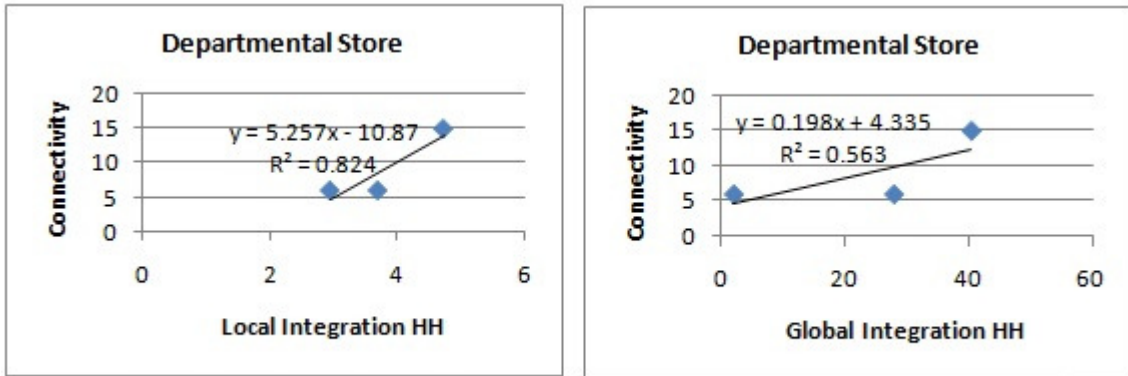 Departmental Store
Connectivity
20
15
10
5
0
y = 5.257x - 10.87
R² = 0.824
0 2 4 6
Local Integration HH
Departmental Store
Connectivity
20
15
10
5
0
y = 0.198x + 4.335
R² = 0.563
0 20 40 60
Global Integration HH